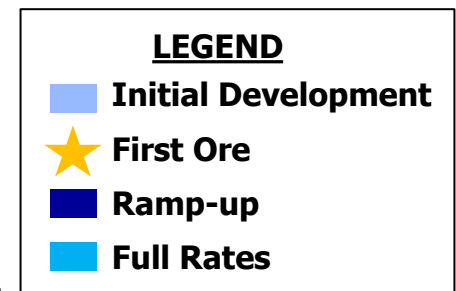 LEGEND
Initial Development
First Ore
Ramp-up
Full Rates